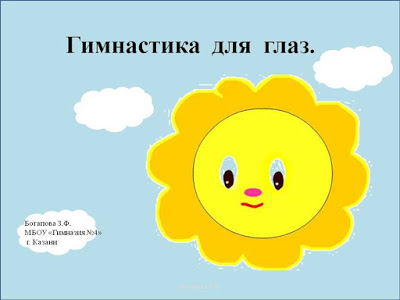 Гимнастика для глаз.
Богапова З.Ф.
МБОУ «Гимназия №4»
г. Казани